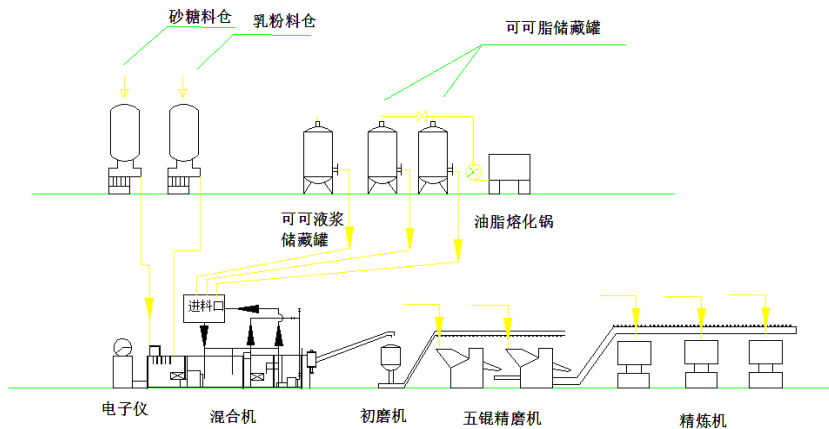 砂糖料仓
乳粉料仓
可可脂储藏罐
可可液浆
储藏罐
油脂熔化锅
进料口
电子仪
混合机
初磨机
五锟精磨机
精炼机